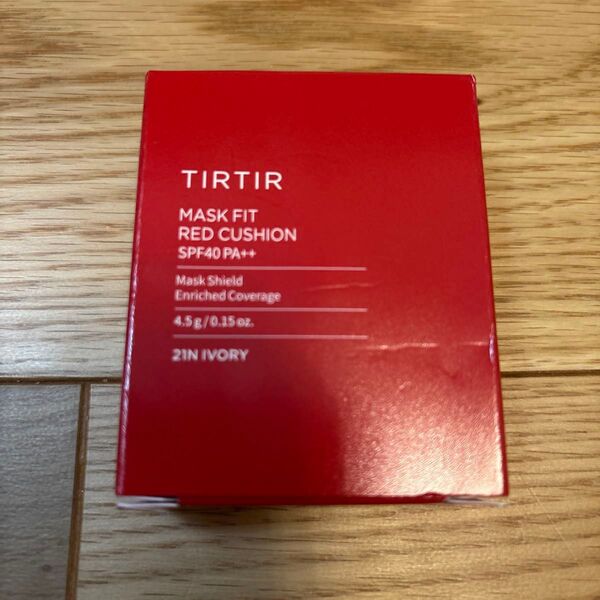 TIRTIR
MASK FIT
RED CUSHION
SPF40 PA++
Mask Shield
Enriched Coverage
4.5 g / 0.15 oz.
21N IVORY